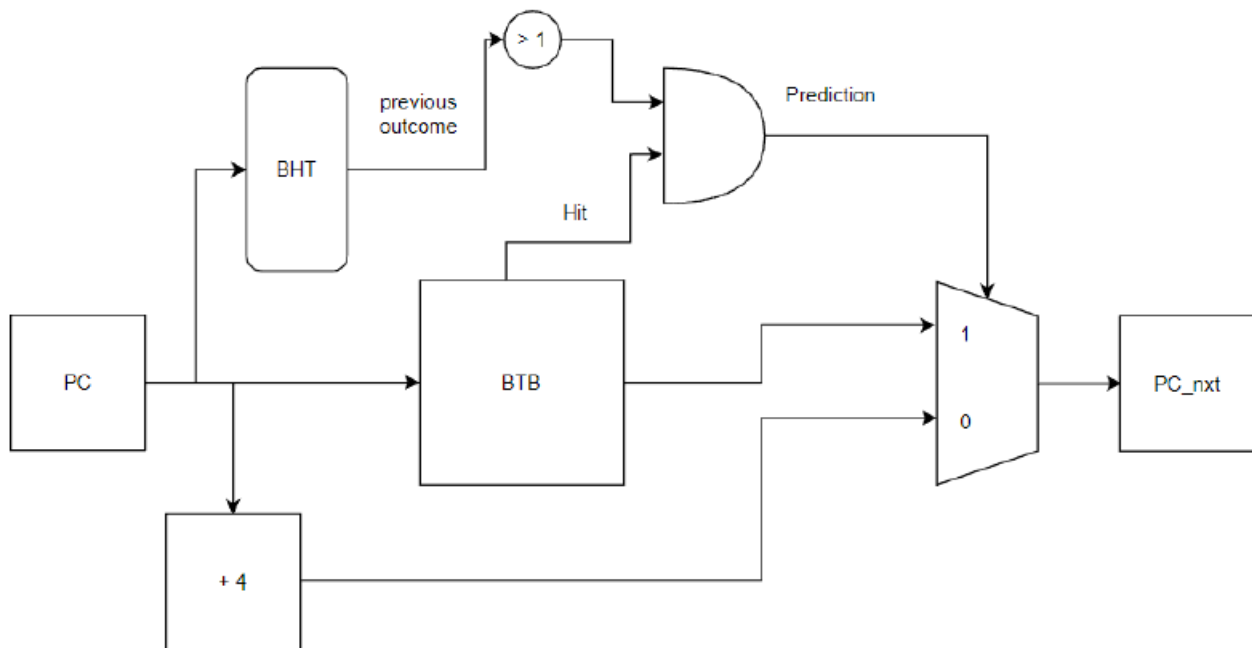 > 1
previous
outcome
Prediction
BHT
Hit
PC
BTB
1
0
PC_nxt
+ 4